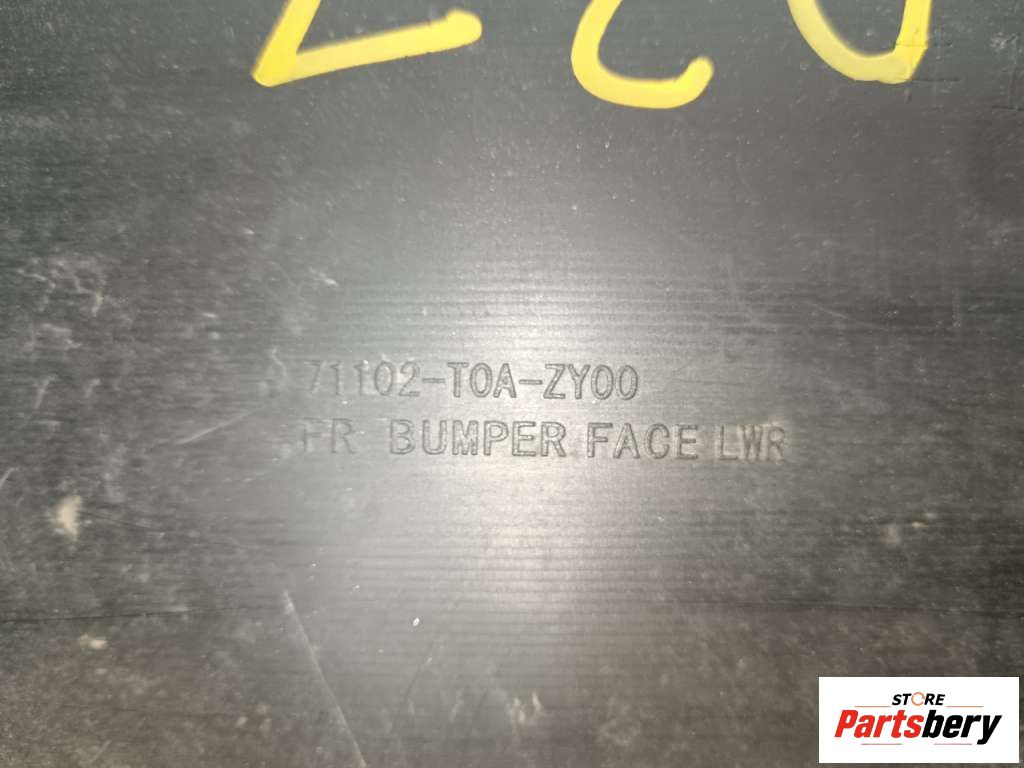 71102-T0A-ZY00
FR BUMPER FACE LWR
STORE
Partsbery